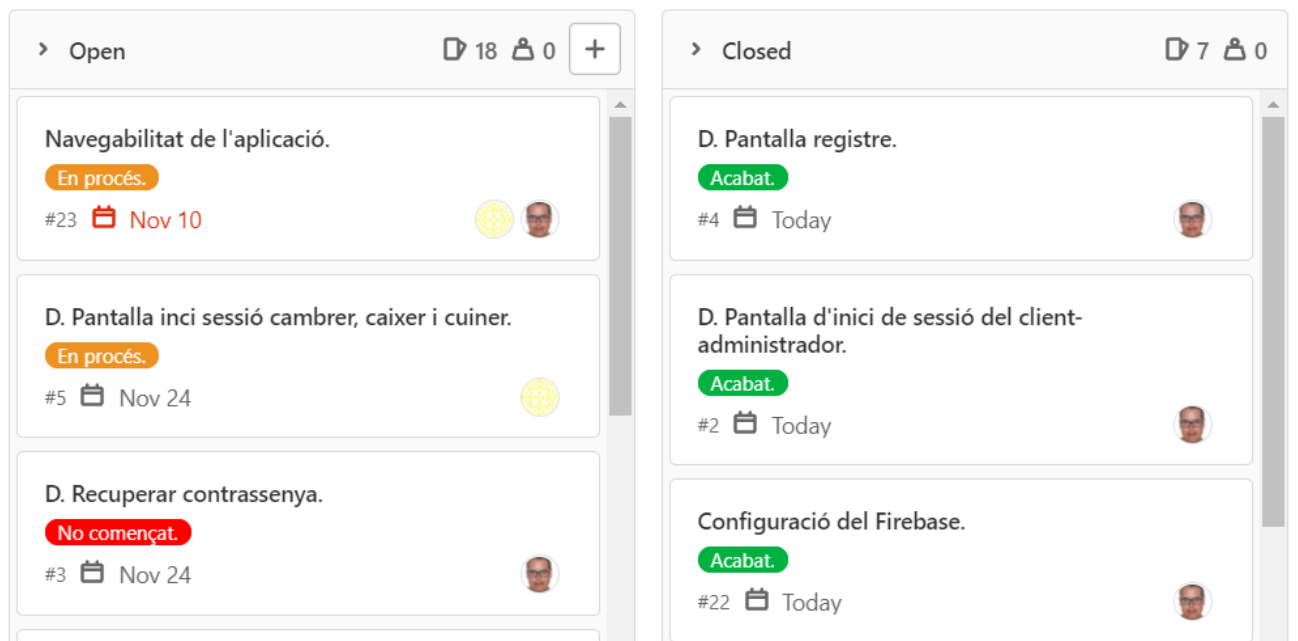 Open 18 0 +
Navegabilitat de l'aplicació.
En procés.
#23 Nov 10
D. Pantalla inci sessió cambrer, caixer i cuiner.
En procés.
#5 Nov 24
D. Recuperar contrassenya.
No començat.
#3 Nov 24
Closed 7 0
D. Pantalla registre.
Acabat.
#4 Today
D. Pantalla d'inici de sessió del client-
administrador.
Acabat.
#2 Today
Configuració del Firebase.
Acabat.
#22 Today